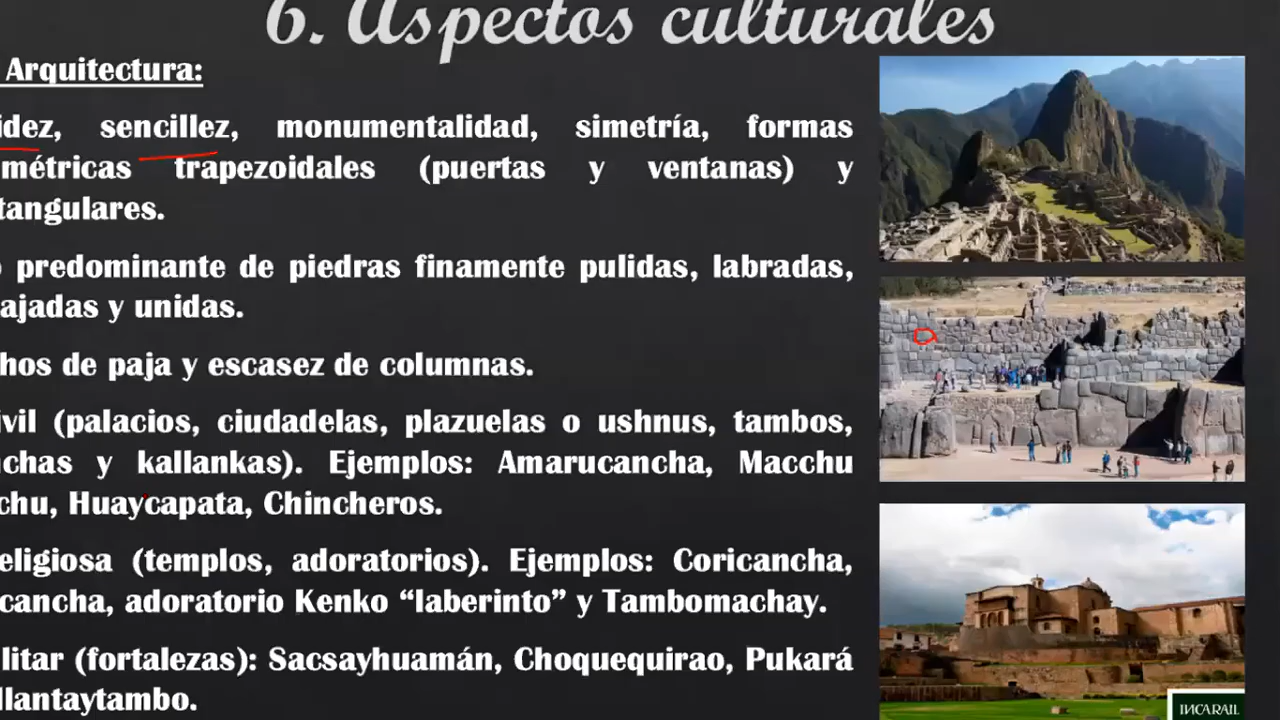 6. Aspectos culturales
Arquitectura:
idez, sencillez, monumentalidad, simetría, formas
métricas trapezoidales (puertas y ventanas) y
tangulares.
predominante de piedras finamente pulidas, labradas,
ajadas y unidas.
hos de paja y escasez de columnas.
ivil (palacios, ciudadelas, plazuelas o ushnus, tambos,
nchas y kallankas). Ejemplos: Amarucancha, Macchu
chu, Huaycapata, Chincheros.
eligiosa (templos, adoratorios). Ejemplos: Coricancha,
cancha, adoratorio Kenko “laberinto” y Tambomachay.
litar (fortalezas): Sacsayhuamán, Choquequirao, Pukará
llantaytambo.
INCARAIL